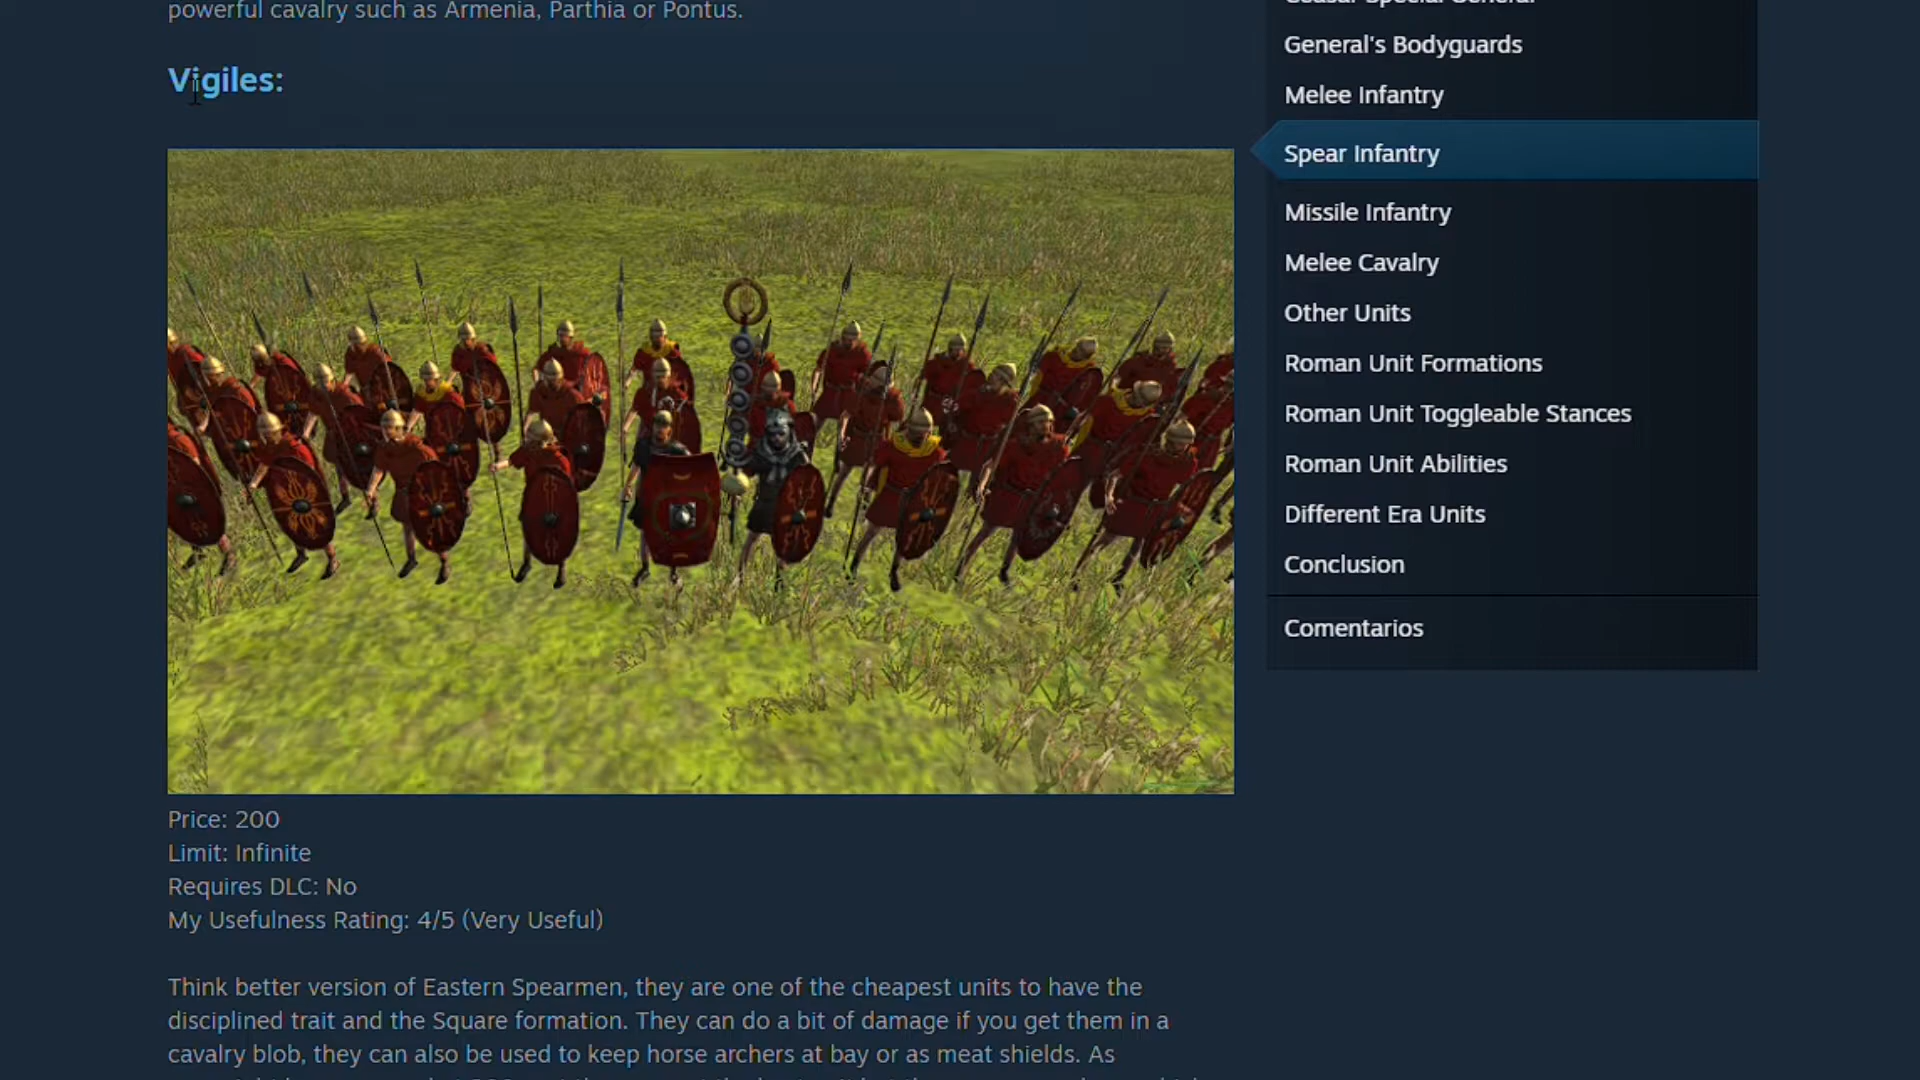 powerful cavalry such as Armenia, Parthia or Pontus.
Vigiles:
Price: 200
Limit: Infinite
Requires DLC: No
My Usefulness Rating: 4/5 (Very Useful)
Think better version of Eastern Spearmen, they are one of the cheapest units to have the
disciplined trait and the Square formation. They can do a bit of damage if you get them in a
cavalry blob, they can also be used to keep horse archers at bay or as meat shields. As
General's Bodyguards
Melee Infantry
Spear Infantry
Missile Infantry
Melee Cavalry
Other Units
Roman Unit Formations
Roman Unit Toggleable Stances
Roman Unit Abilities
Different Era Units
Conclusion
Comentarios